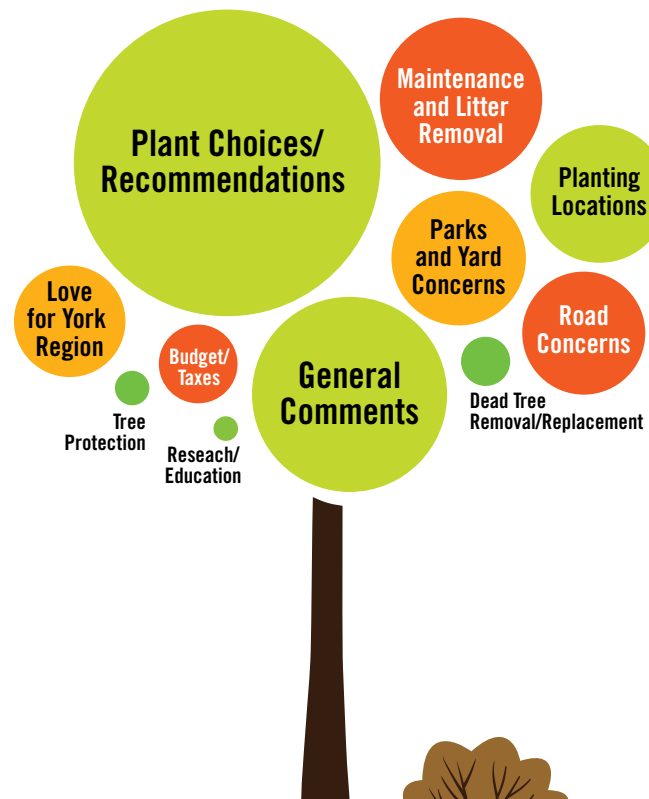 Plant Choices/
Recommendations
Maintenance
and Litter
Removal
Planting
Locations
Parks
and Yard
Concerns
Love
for York
Region
Road
Concerns
Budget/
Taxes
General
Comments
Tree
Protection
Dead Tree
Removal/Replacement
Reseach/
Education